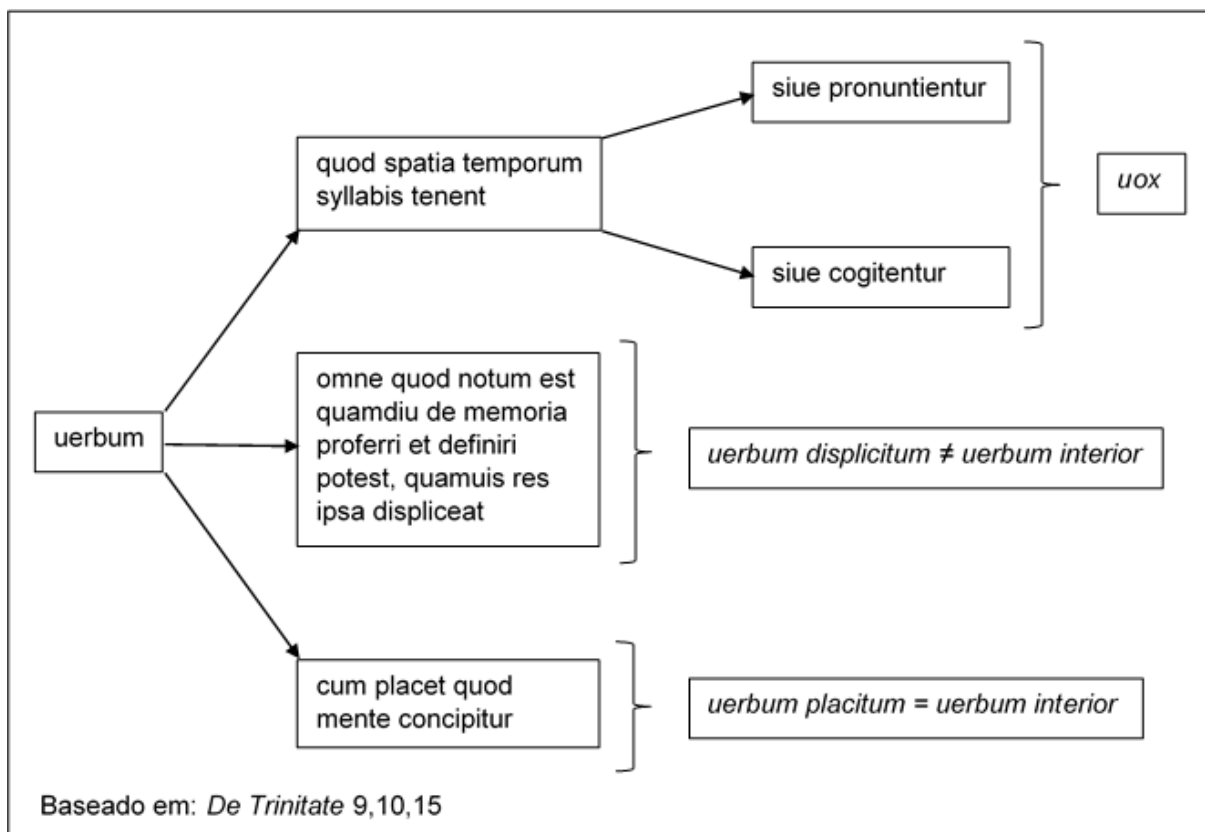 siue pronuntientur
quod spatia temporum
syllabis tenent
uox
siue cogitentur
omne quod notum est
quamdiu de memoria
proferri et definiri
potest, quamuis res
ipsa displiceat
uerbum
uerbum displicitum ≠ uerbum interior
cum placet quod
mente concipitur
uerbum placitum = uerbum interior
Baseado em: De Trinitate 9,10,15